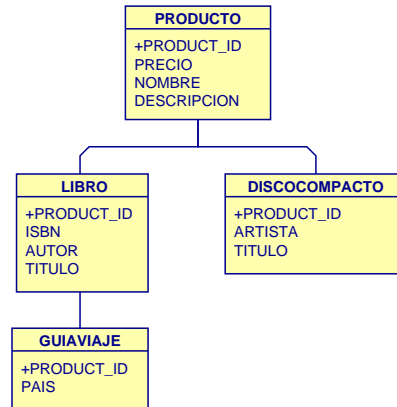 PRODUCTO
+PRODUCT_ID
PRECIO
NOMBRE
DESCRIPCION
LIBRO
+PRODUCT_ID
ISBN
AUTOR
TITULO
DISCOCOMPACTO
+PRODUCT_ID
ARTISTA
TITULO
GUIAVIAJE
+PRODUCT_ID
PAIS